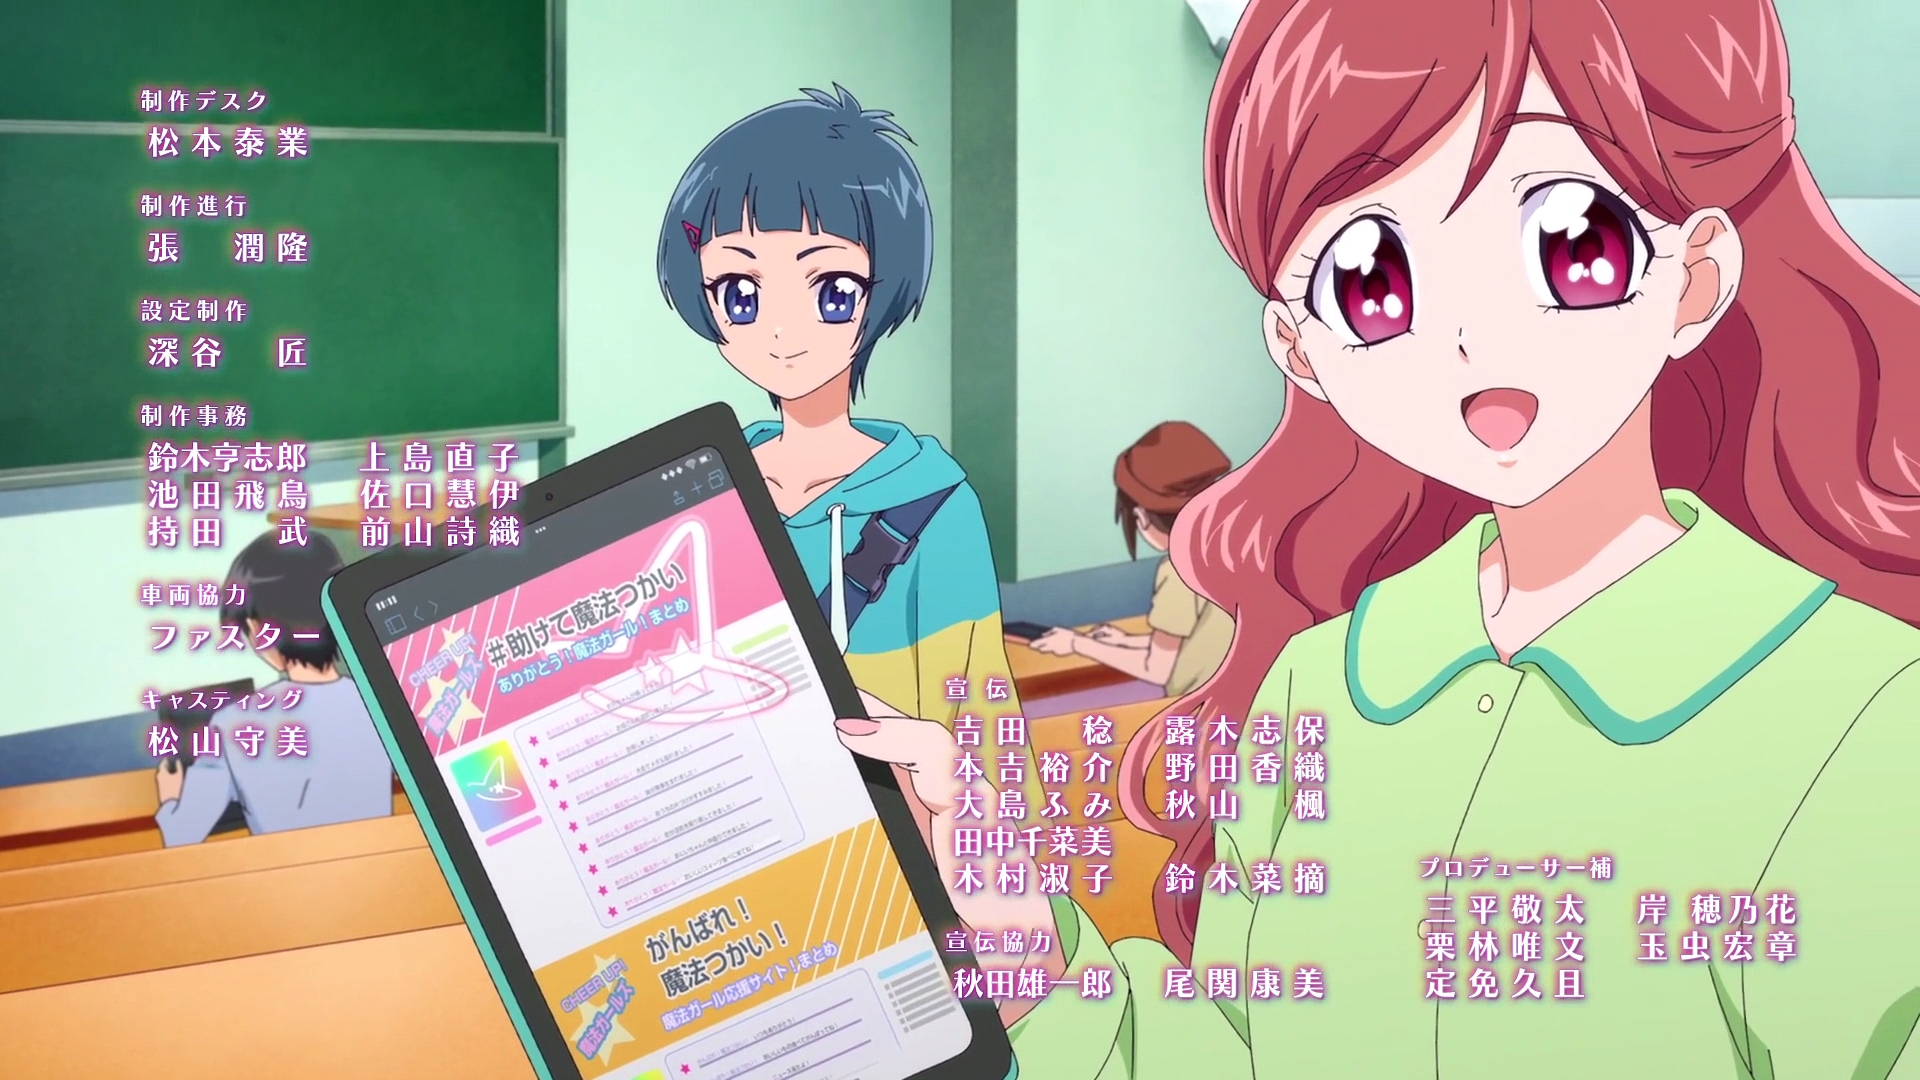 制作デスク
松本泰業
制作進行
張 潤隆
設定制作
深谷 匠
制作事務
鈴木亨志郎 上島直子
池田飛鳥 佐口慧伊
持田 武 前山詩織
車両協力
ファスター
キャスティング
松山守美
11:11
CHEER UP!
魔法ガールズ
#助けて魔法つかい
ありがとう!魔法ガール!まとめ
がんばれ!
魔法つかい!
魔法ガール応援サイト!まとめ
CHEER UP!
魔法ガールズ
宣伝
吉田 稔 露木志保
本吉裕介 野田香織
大島ふみ 秋山 楓
田中千菜美
木村淑子 鈴木菜摘
宣伝協力
秋田雄一郎 尾関康美
プロデューサー補
三平敬太 岸 穂乃花
栗林唯文 玉虫宏章
定免久且